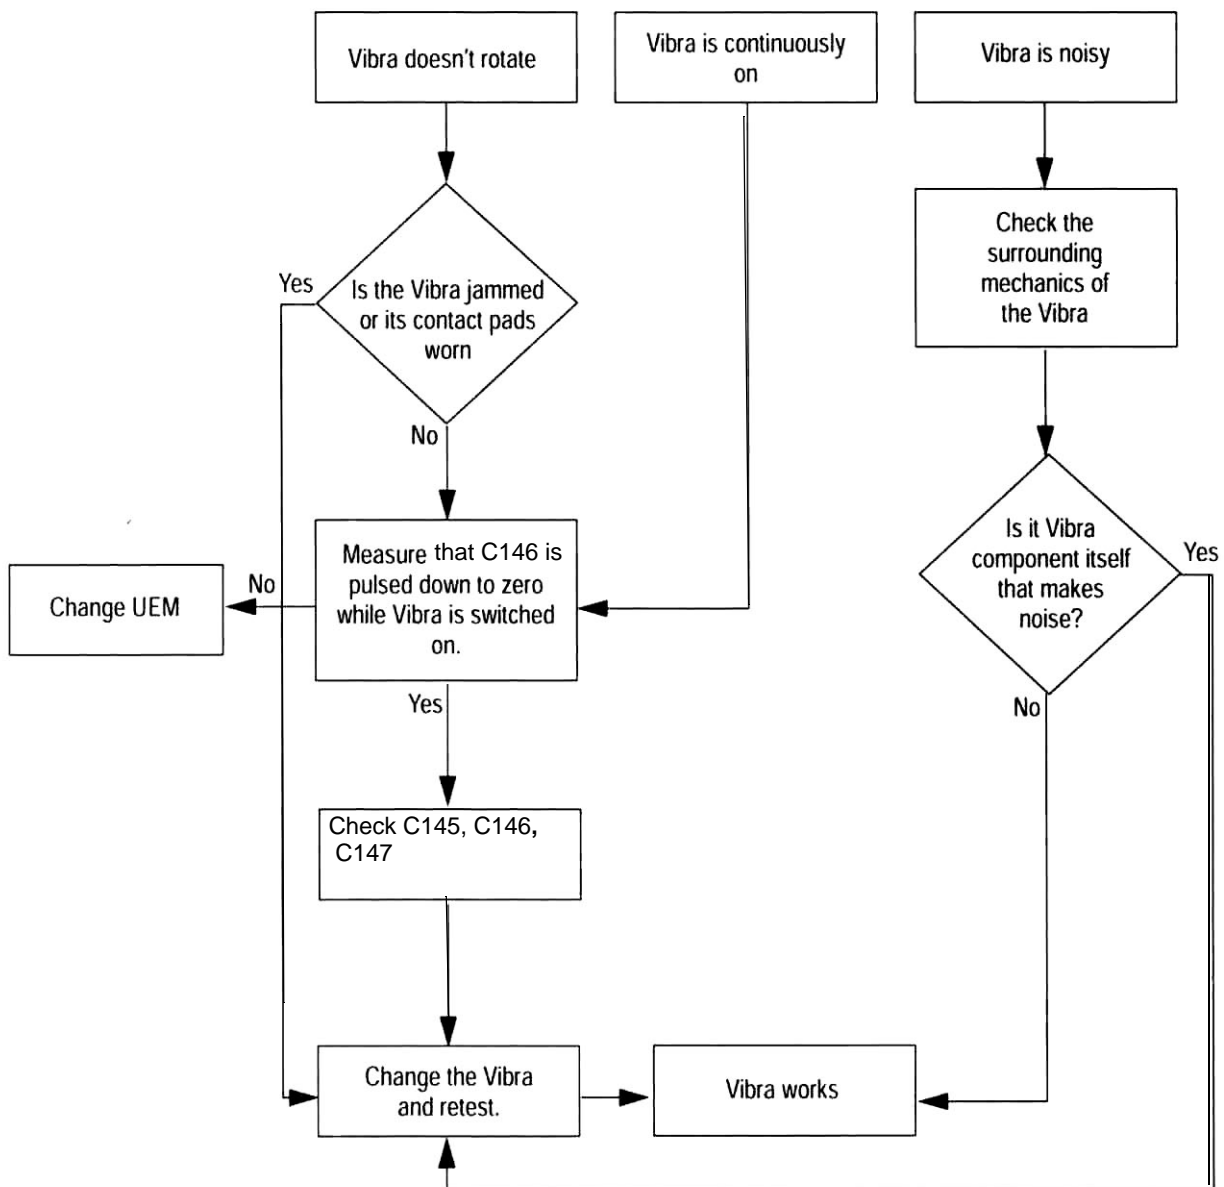 Vibra doesn't rotate
Vibra is continuously
on
Vibra is noisy
Check the
surrounding
mechanics of
the Vibra
Yes
Is the Vibra jammed
or its contact pads
worn
No
Measure that C146 is
pulsed down to zero
while Vibra is switched
on.
No
Change UEM
Is it Vibra
component itself
that makes
noise?
Yes
No
Yes
Check C145, C146,
C147
Change the Vibra
and retest.
Vibra works